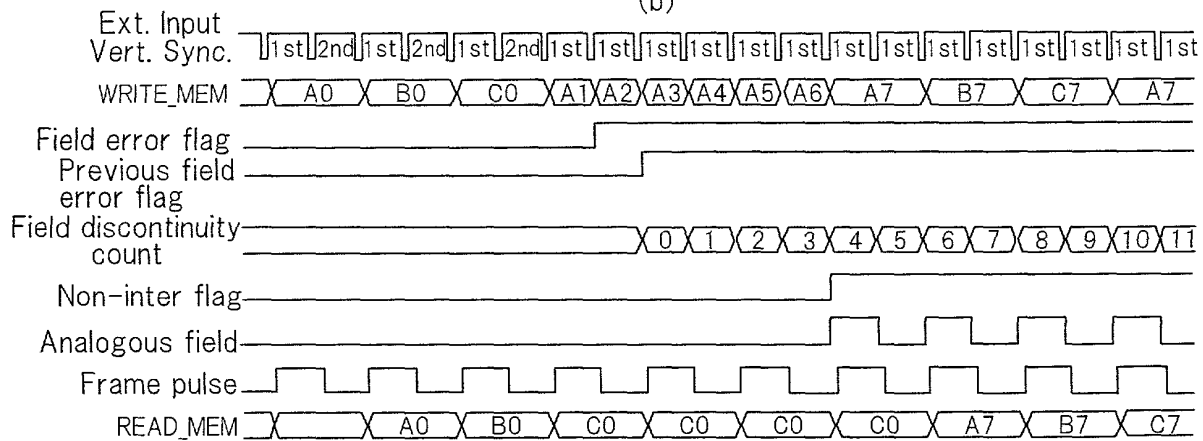 (b)
Ext. Input
Vert. Sync. 1st 2nd 1st 2nd 1st 2nd 1st 1st 1st 1st 1st 1st 1st 1st 1st 1st 1st 1st 1st 1st
WRITE_MEM A0 B0 C0 A1 A2 A3 A4 A5 A6 A7 B7 C7 A7
Field error flag
Previous field
error flag
Field discontinuity
count 0 1 2 3 4 5 6 7 8 9 10 11
Non-inter flag
Analogous field
Frame pulse
READ_MEM A0 B0 C0 C0 C0 C0 A7 B7 C7